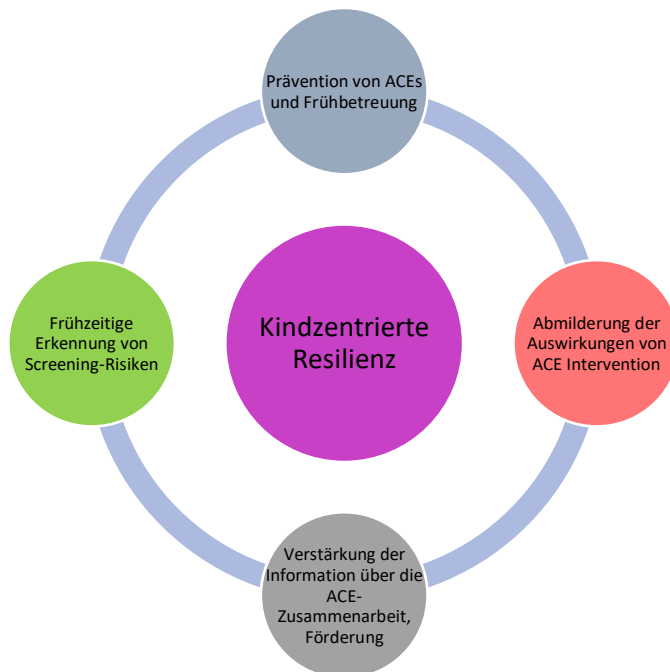 Prävention von ACEs
und Frühbetreuung
Frühzeitige
Erkennung von
Screening-Risiken
Kindzentrierte
Resilienz
Abmilderung der
Auswirkungen von
ACE Intervention
Verstärkung der
Information über die
ACE-
Zusammenarbeit,
Förderung